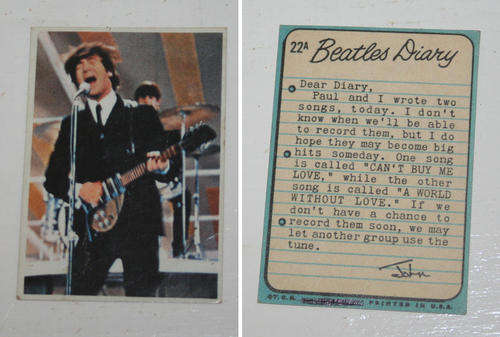 22A Beatles Diary
Dear Diary,
Paul and I wrote two
songs, today. I don't
know when we'll be able
to record them, but I do
hope they may become big
hits someday. One song
is called "CAN'T BUY ME
LOVE," while the other
song is called "A WORLD
WITHOUT LOVE." If we
don't have a chance to
record them soon, we may
let another group use the
tune.
John
©T.C.G. PRINTED IN U.S.A.